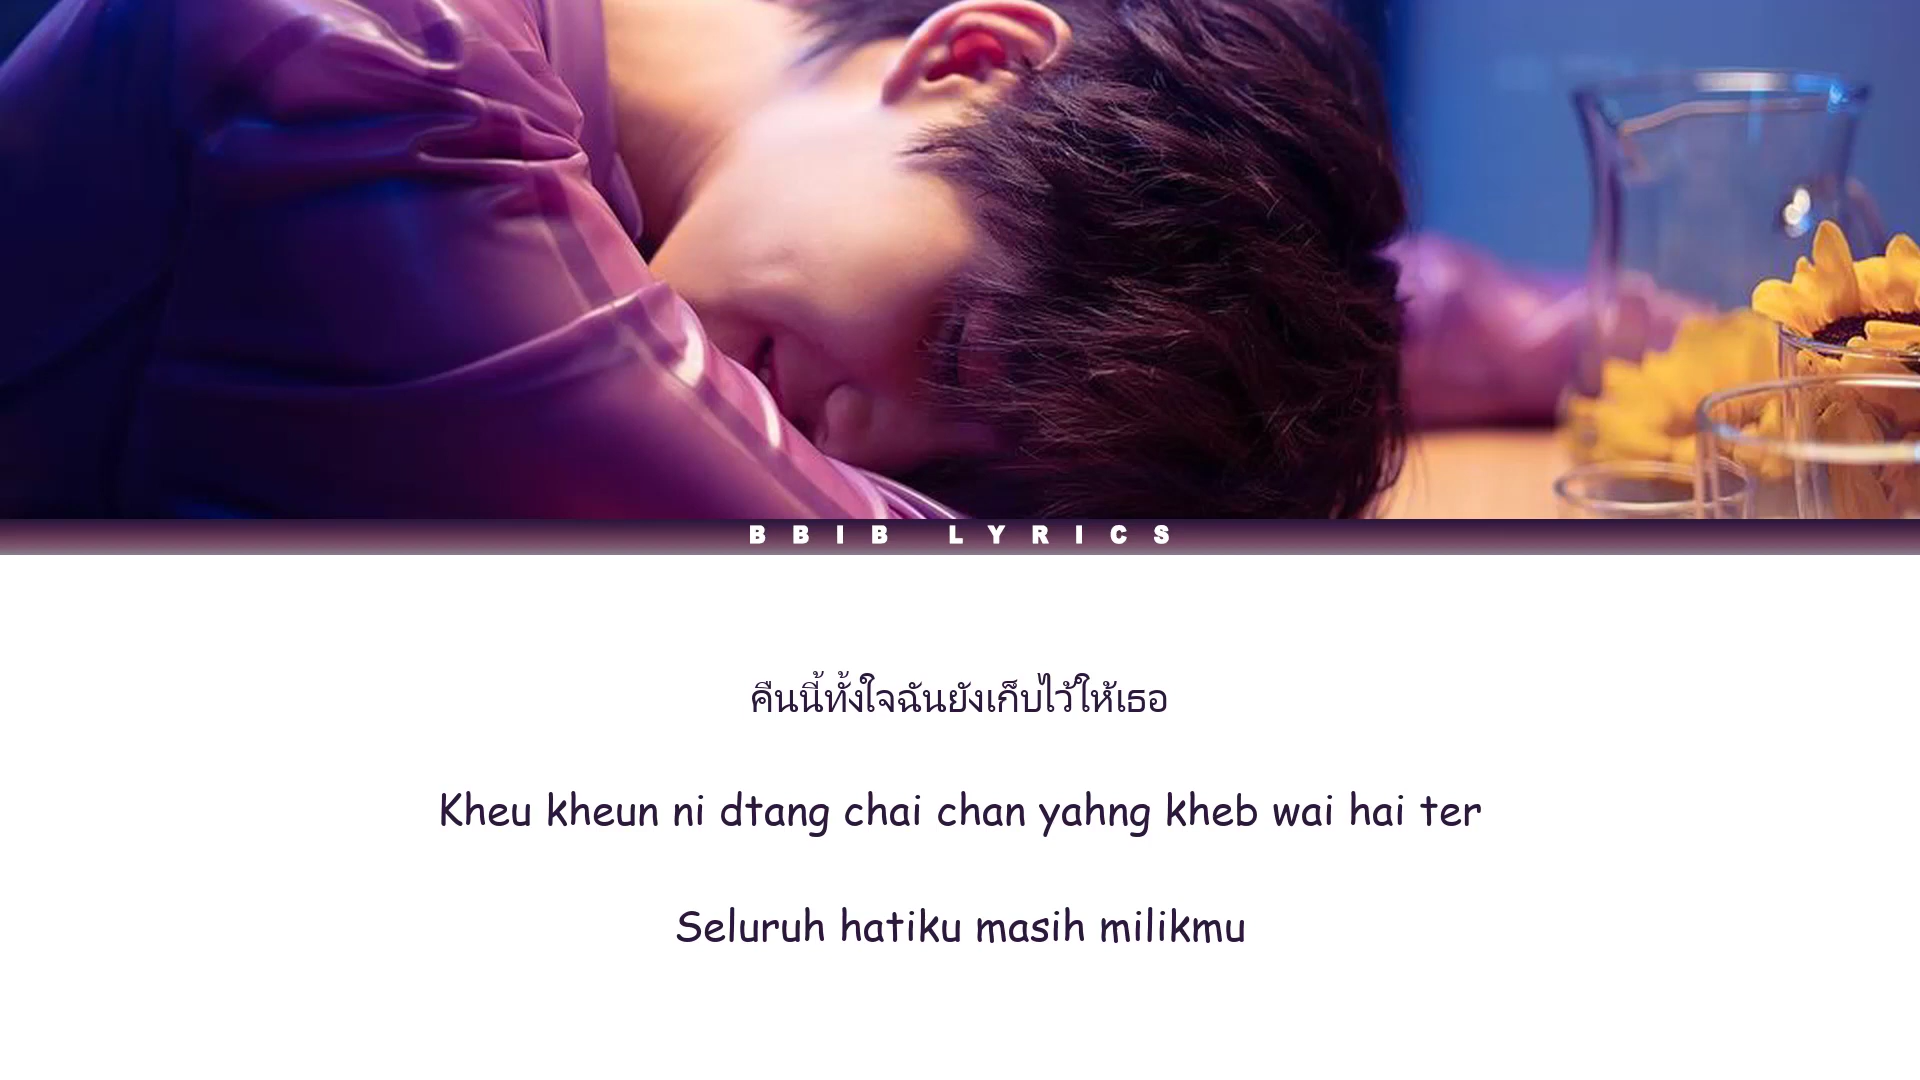 BBIB LYRICS
คืนนี้ทั้งใจฉันยังเก็บไว้ให้เธอ
Kheu kheun ni dtang chai chan yahng kheb wai hai ter
Seluruh hatiku masih milikmu